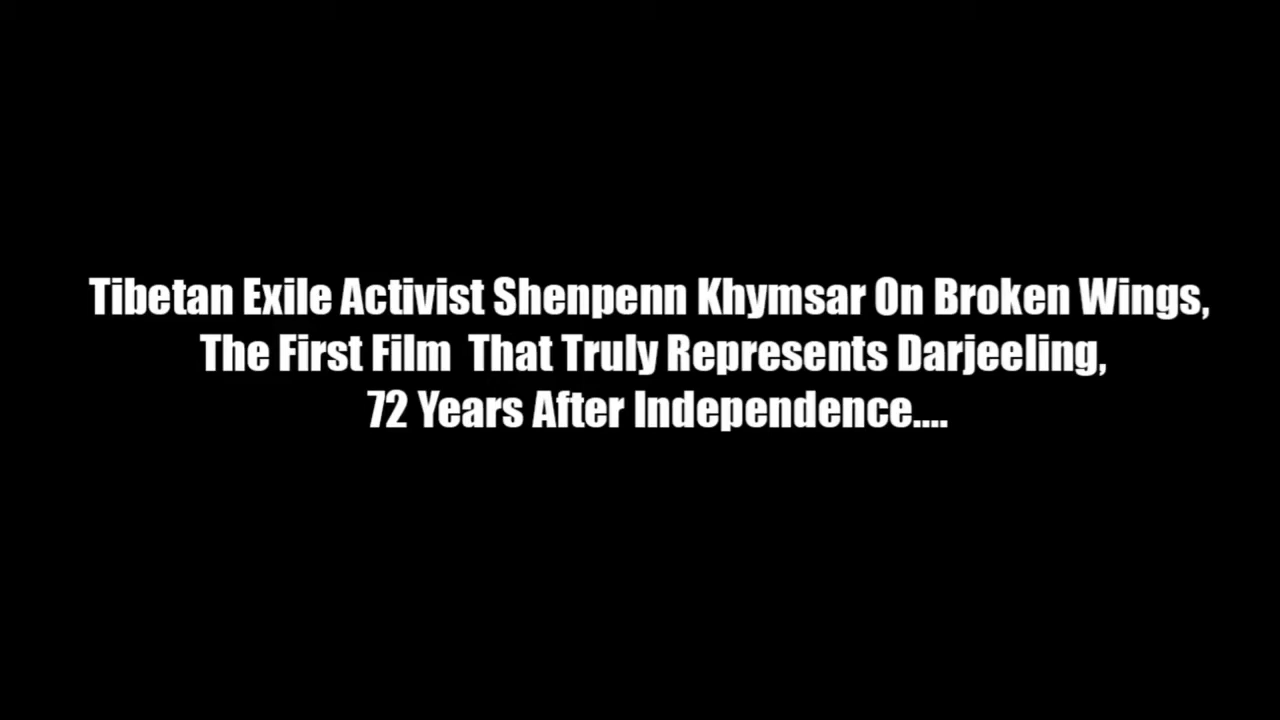 Tibetan Exile Activist Shenpenn Khymsar On Broken Wings,
The First Film  That Truly Represents Darjeeling,
72 Years After Independence....